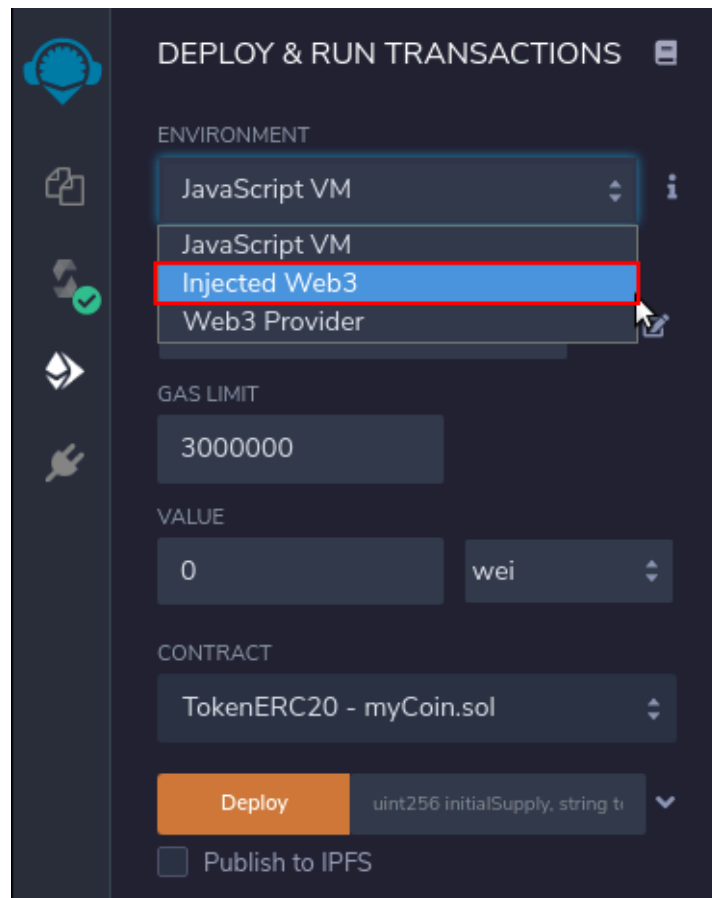 DEPLOY & RUN TRANSACTIONS
ENVIRONMENT
JavaScript VM
JavaScript VM
Injected Web3
Web3 Provider
GAS LIMIT
3000000
VALUE
0 wei
CONTRACT
TokenERC20 - myCoin.sol
Deploy uint256 initialSupply, string
Publish to IPFS